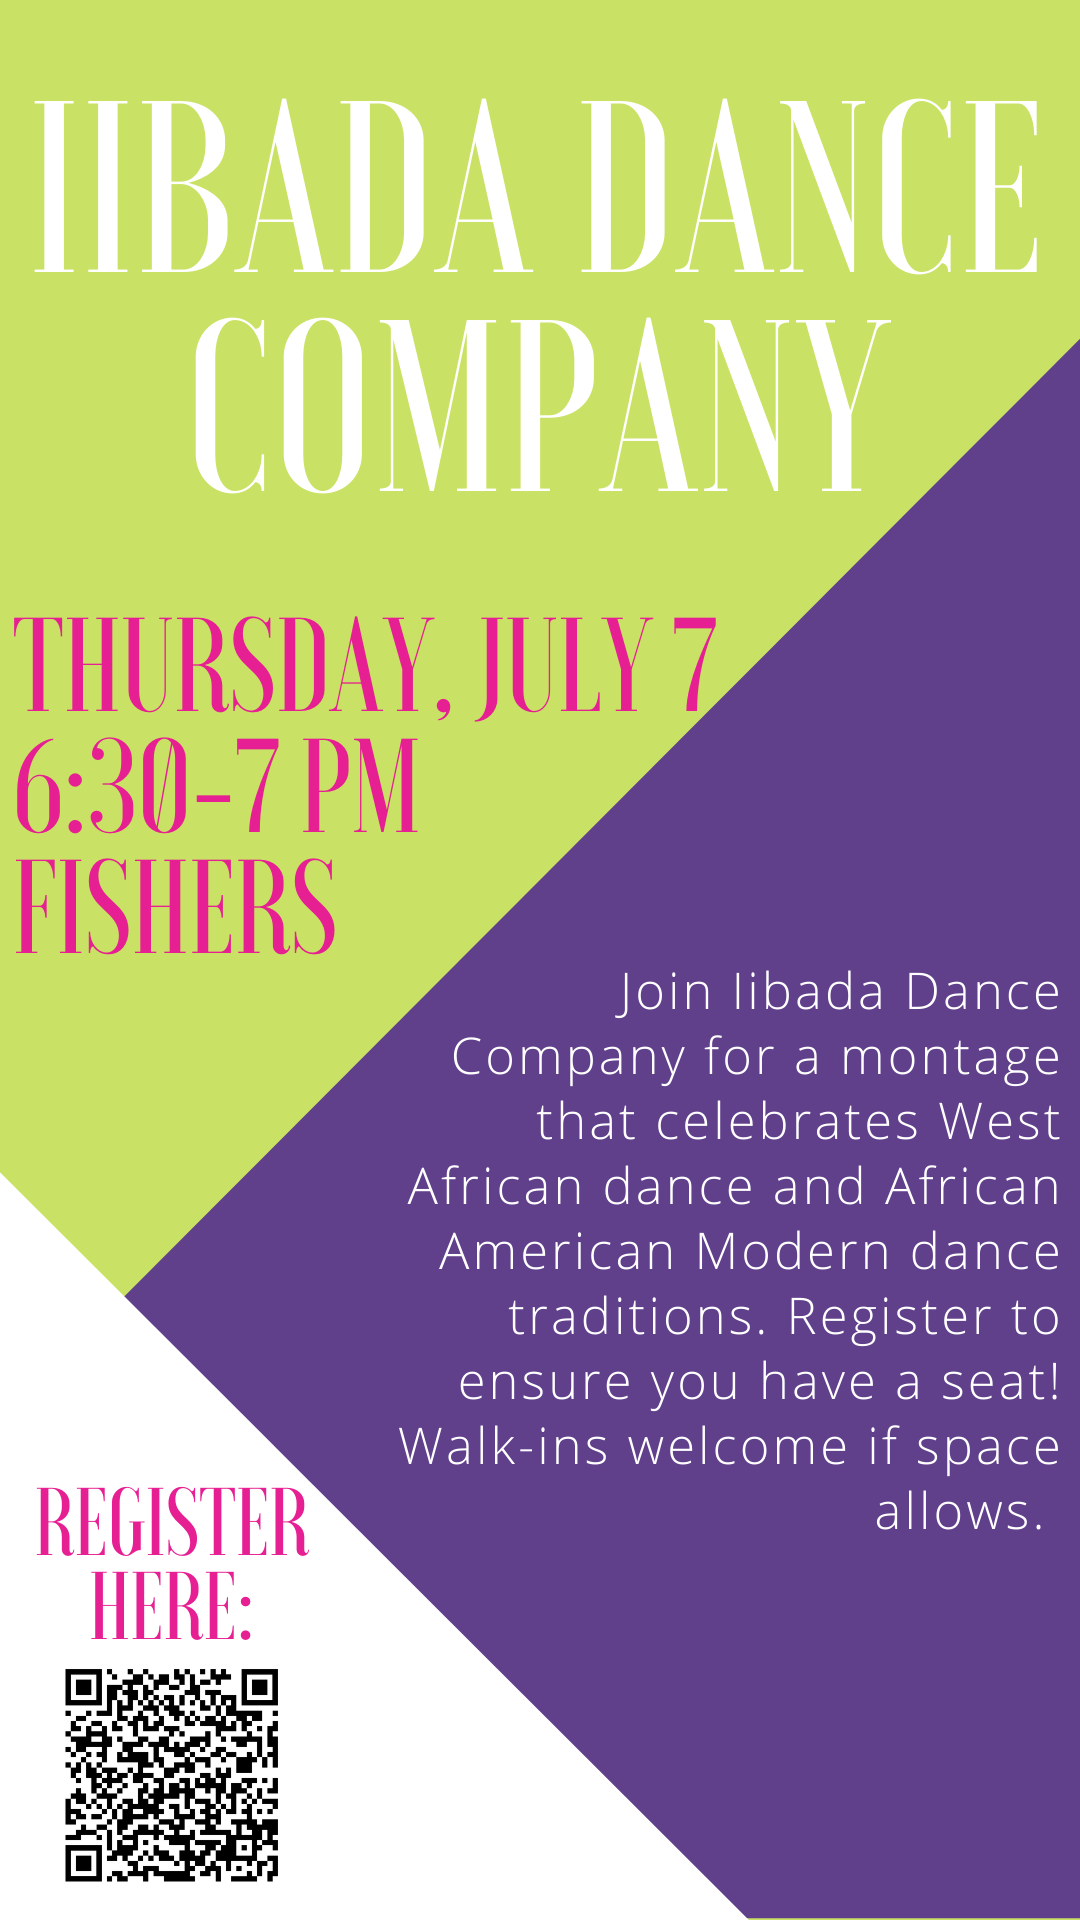 IIBADA DANCE
COMPANY
THURSDAY, JULY 7
6:30-7 PM
FISHERS
Join Iibada Dance
Company for a montage
that celebrates West
African dance and African
American Modern dance
traditions. Register to
ensure you have a seat!
Walk-ins welcome if space
allows.
REGISTER
HERE: